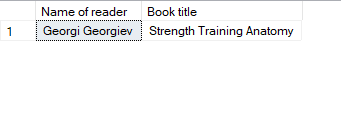 Name of reader Book title
1 Georgi Georgiev Strength Training Anatomy